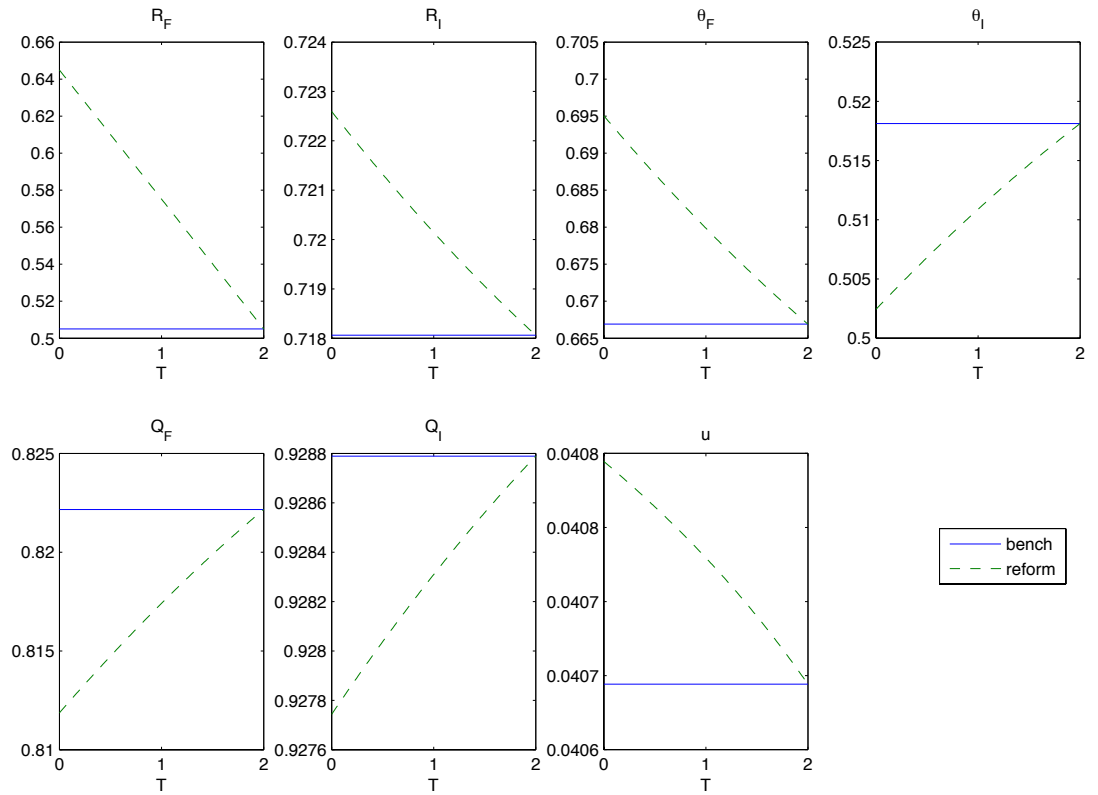 R_F
0.66
0.64
0.62
0.6
0.58
0.56
0.54
0.52
0.5
0 1 2
T
R_I
0.724
0.723
0.722
0.721
0.72
0.719
0.718
0 1 2
T
θ_F
0.705
0.7
0.695
0.69
0.685
0.68
0.675
0.67
0.665
0 1 2
T
θ_I
0.525
0.52
0.515
0.51
0.505
0.5
0 1 2
T
Q_F
0.825
0.82
0.815
0.81
0 1 2
T
Q_I
0.9288
0.9286
0.9284
0.9282
0.928
0.9278
0.9276
0 1 2
T
u
0.0408
0.0408
0.0407
0.0407
0.0406
0 1 2
T
bench
reform